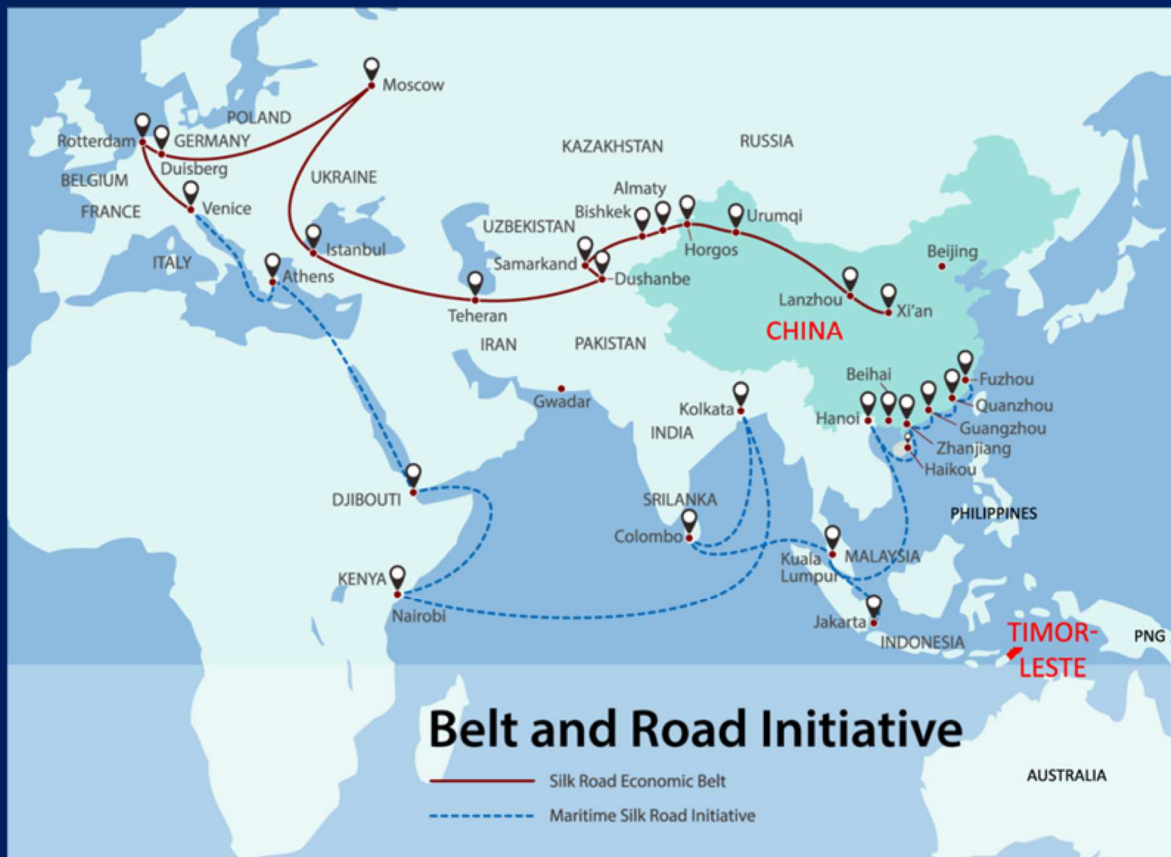 Moscow
POLAND
Rotterdam
GERMANY
Duisberg
BELGIUM
FRANCE
Venice
UKRAINE
ITALY
Athens
Istanbul
KAZAKHSTAN
RUSSIA
Almaty
Bishkek
Urumqi
UZBEKISTAN
Horgos
Samarkand
Dushanbe
Beijing
Lanzhou
Xi'an
Teheran
CHINA
IRAN
PAKISTAN
Gwadar
Kolkata
INDIA
Beihai
Hanoi
Fuzhou
Quanzhou
Guangzhou
Zhanjiang
Haikou
DJIBOUTI
SRILANKA
Colombo
PHILIPPINES
Kuala
Lumpur
MALAYSIA
KENYA
Nairobi
Jakarta
INDONESIA
TIMOR-
LESTE
PNG
Belt and Road Initiative
Silk Road Economic Belt
Maritime Silk Road Initiative
AUSTRALIA